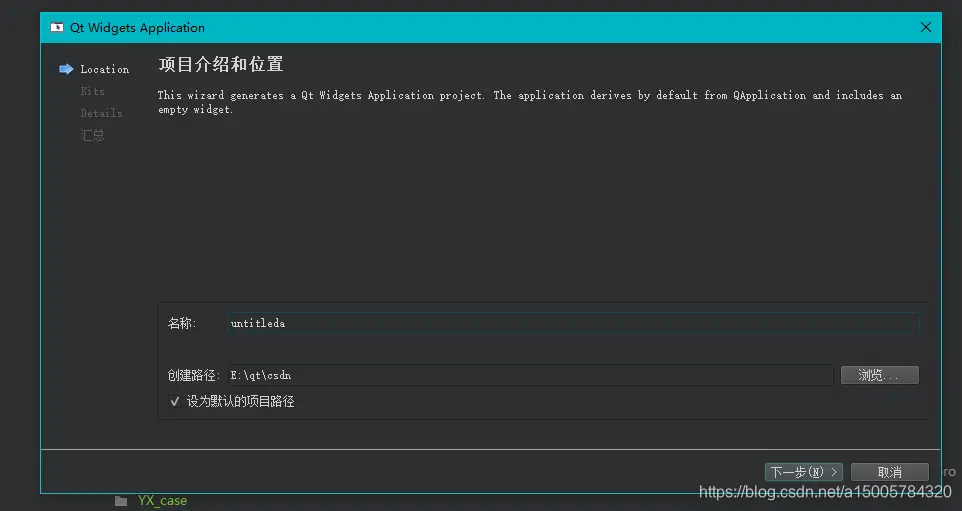 Qt Widgets Application
Location
项目介绍和位置
Kits
Details
汇总
This wizard generates a Qt Widgets Application project. The application derives by default from QApplication and includes an
empty widget.
名称: untitleda
创建路径: E:\qt\csdn 浏览...
设为默认的项目路径
下一步(N) > 取消
ro
YX_case
https://blog.csdn.net/a15005784320